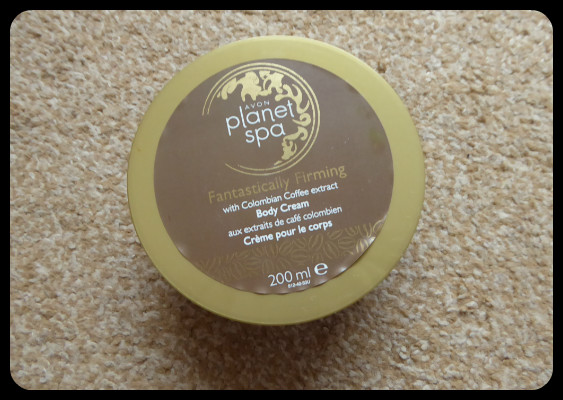 AVON
planet
spa
Fantastically Firming
with Colombian Coffee extract
Body Cream
aux extraits de café colombien
Crème pour le corps
200 ml ℮